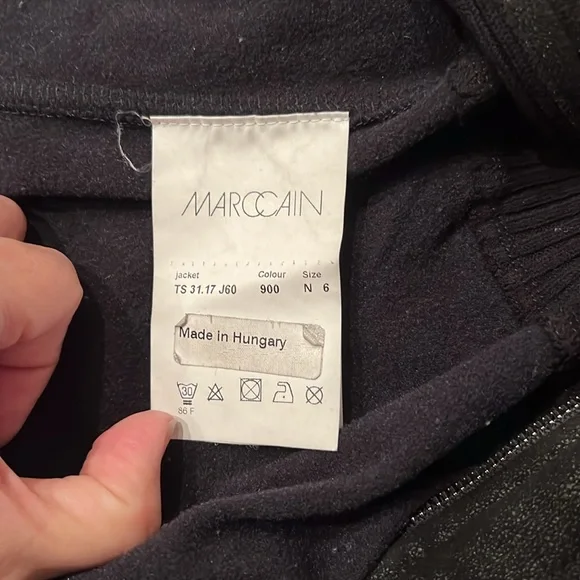 MARCCAIN
jacket Colour Size
TS 31.17 J60 900 N 6
Made in Hungary
30
86 F